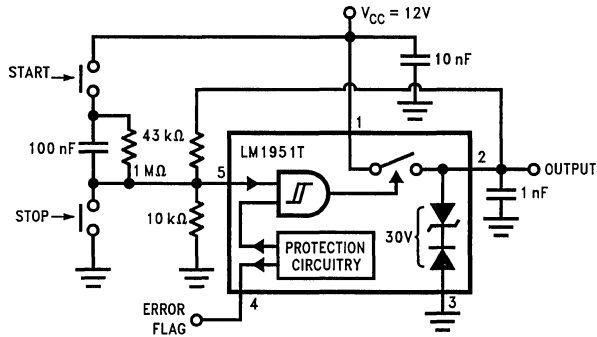 VCC = 12V
START
10 nF
43 kΩ
1
LM1951T
100 nF
1 MΩ
5
2
OUTPUT
1 nF
STOP
10 kΩ
30V
PROTECTION
CIRCUITRY
4
3
ERROR
FLAG